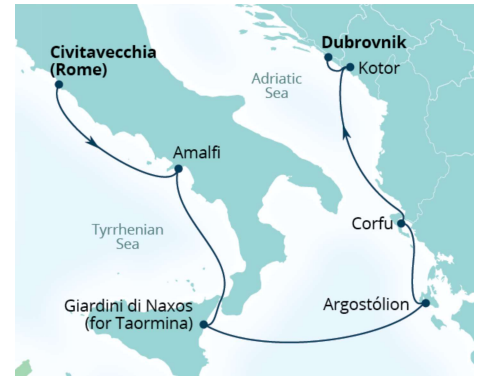 Civitavecchia
(Rome)
Dubrovnik
Kotor
Adriatic
Sea
Amalfi
Tyrrhenian
Sea
Corfu
Giardini di Naxos
(for Taormina)
Argostólion